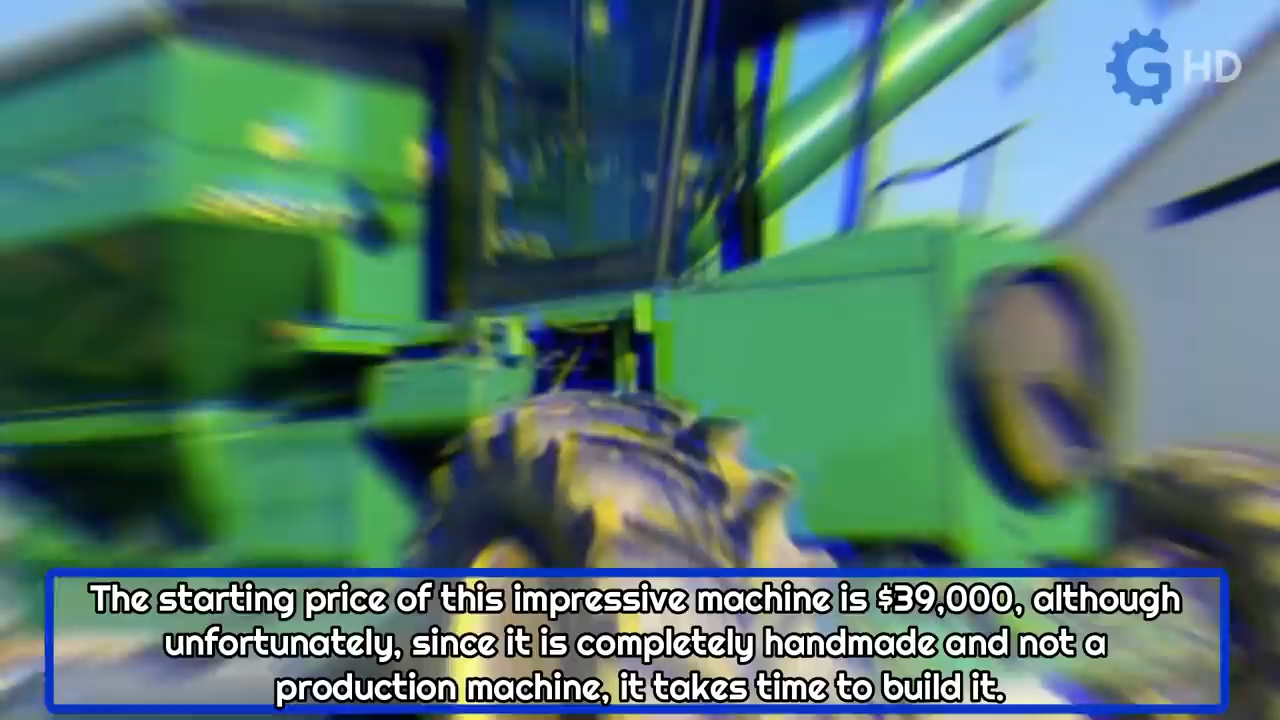 G HD
The starting price of this impressive machine is $39,000, although
unfortunately, since it is completely handmade and not a
production machine, it takes time to build it.